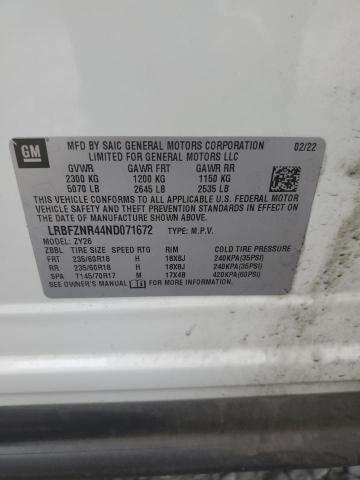 GM
02/22
MFD BY SAIC GENERAL MOTORS CORPORATION
LIMITED FOR GENERAL MOTORS LLC
GVWR GAWR FRT GAWR RR
2300 KG 1200 KG 1150 KG
5070 LB 2645 LB 2535 LB
THIS VEHICLE CONFORMS TO ALL APPLICABLE U.S. FEDERAL MOTOR
VEHICLE SAFETY AND THEFT PREVENTION STANDARDS IN EFFECT ON
THE DATE OF MANUFACTURE SHOWN ABOVE.
LRBFZNR44ND071672 TYPE: M.P.V.
MODEL: ZY26
ZBBL TIRE SIZE SPEED RTG RIM COLD TIRE PRESSURE
FRT 235/60R18 H 18X8J 240KPA(35PSI)
RR 235/60R18 H 18X8J 240KPA(35PSI)
SPA T145/70R17 M 17X4B 420KPA(60PSI)
SEE OWNER'S MANUAL FOR MORE INFORMATION.